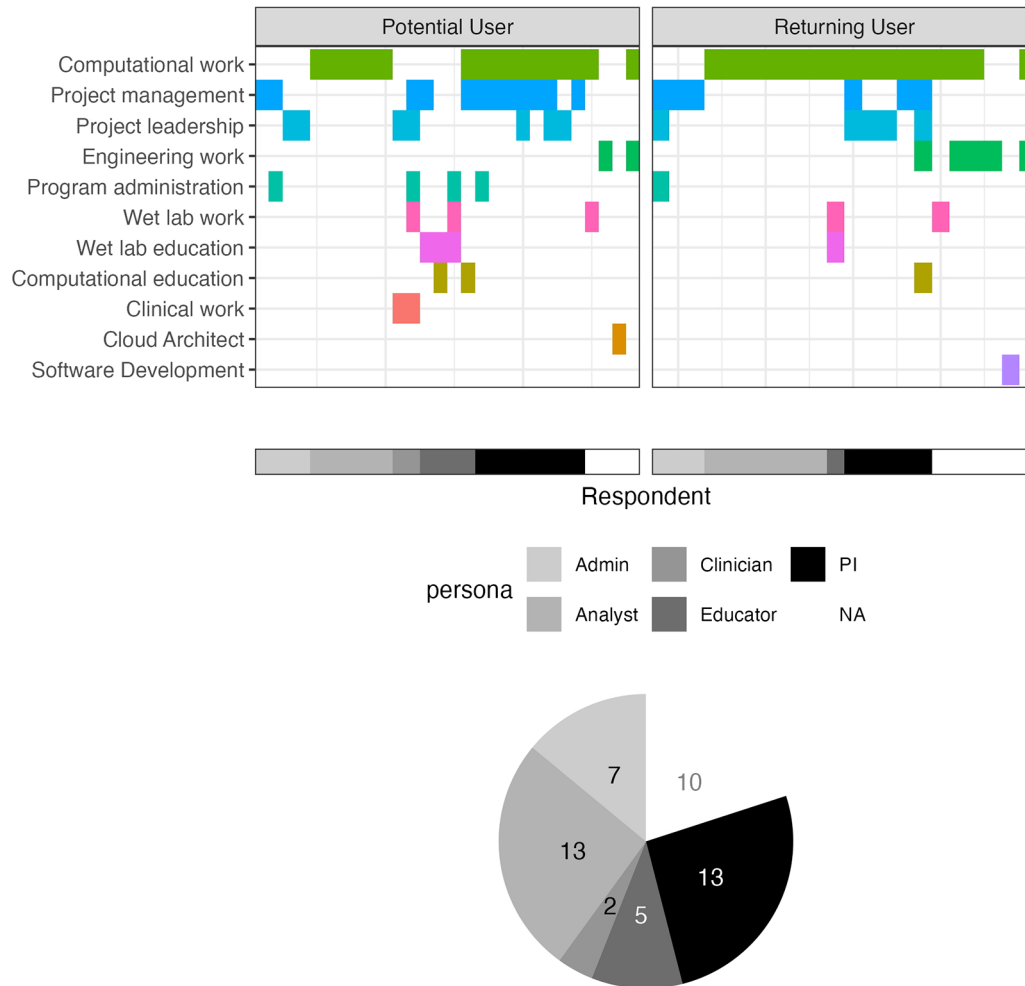 Potential User
Returning User
Computational work
Project management
Project leadership
Engineering work
Program administration
Wet lab work
Wet lab education
Computational education
Clinical work
Cloud Architect
Software Development
Respondent
persona
Admin
Clinician
PI
Analyst
Educator
NA
7
10
13
13
2
5